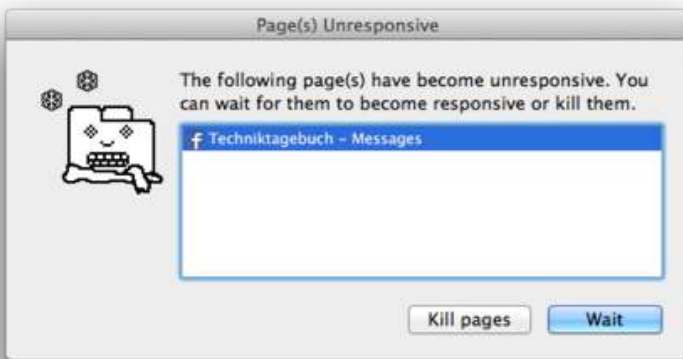 Page(s) Unresponsive
The following page(s) have become unresponsive. You
can wait for them to become responsive or kill them.
Techniktagebuch – Messages
Kill pages
Wait